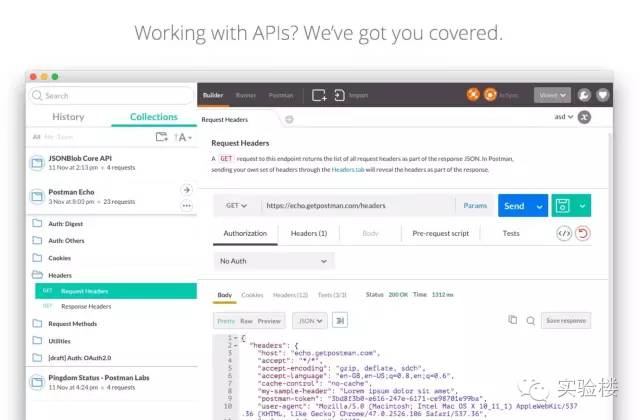 Working with APIs? We've got you covered.
Search
History
Collections
All
Me
Team
JSONBlob Core API
11 Nov at 2:13 pm • 4 requests
Postman Echo
3 Nov at 8:03 pm • 23 requests
Auth: Digest
Auth: Others
Cookies
Headers
GET Request Headers
GET Response Headers
Request Methods
Utilities
[draft] Auth: OAuth2.0
Pingdom Status - Postman Labs
11 Nov at 4:24 pm • 4 requests
Builder
Runner
Postman
Import
In Sync
Request Headers
asd
Request Headers
A GET request to this endpoint returns the list of all request headers as part of the response JSON. In Postman,
sending your own set of headers through the Headers tab will reveal the headers as part of the response.
GET
https://echo.getpostman.com/headers
Params
Send
Authorization
Headers (1)
Body
Pre-request script
Tests
No Auth
Body
Cookies
Headers (12)
Tests (3/3)
Status 200 OK
Time 1312 ms
Pretty
Raw
Preview
JSON
Save response
1 {
2 "headers": {
3 "host": "echo.getpostman.com",
4 "accept": "*/*",
5 "accept-encoding": "gzip, deflate, sdch",
6 "accept-language": "en-GB,en-US;q=0.8,en;q=0.6",
7 "cache-control": "no-cache",
8 "my-sample-header": "Lorem ipsum dolor sit amet",
9 "postman-token":
10 "user-agent": "Mozilla/5.0 (Macintosh; Intel Mac OS X 10_11_1) AppleWebKit/537
.36 (KHTML, like Gecko) Chrome/47.0.2526.106 Safari/537.36",
实验楼